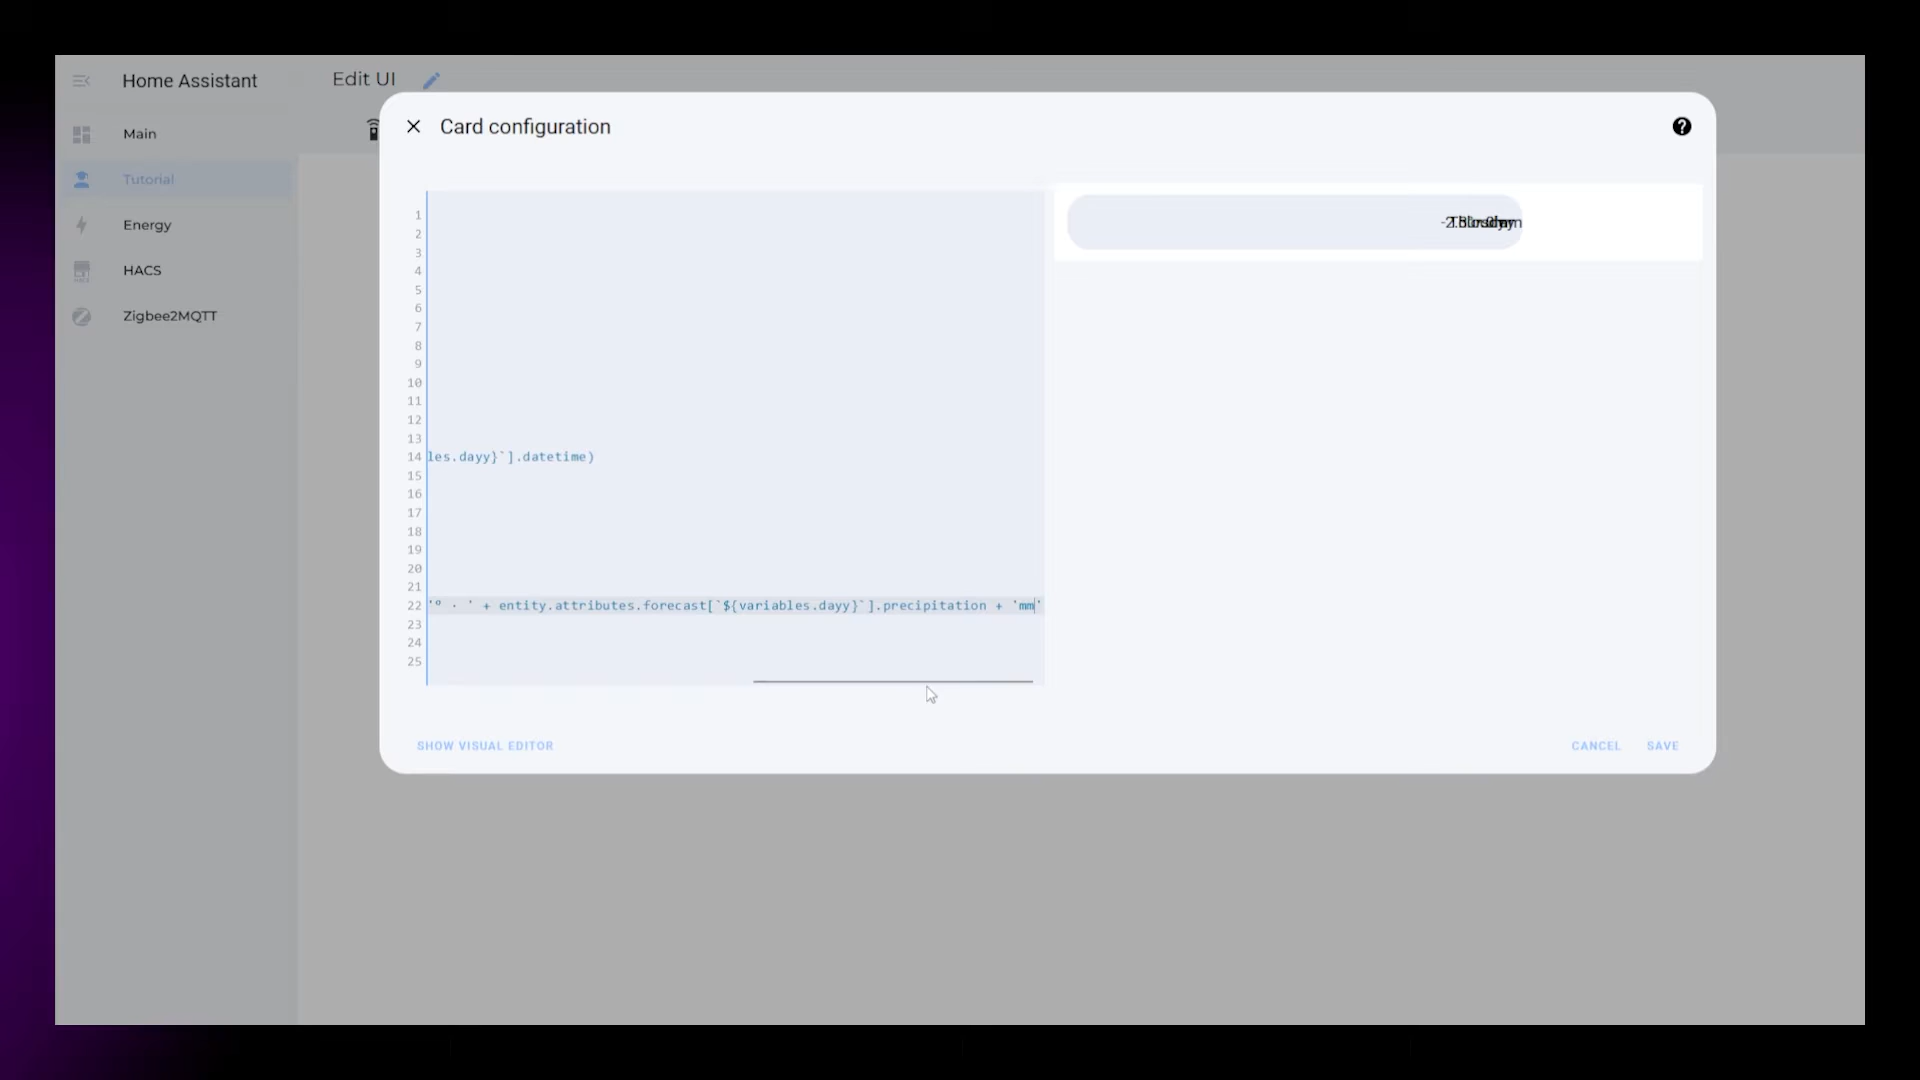 Home Assistant
Edit UI
Main
Tutorial
Energy
HACS
Zigbee2MQTT
Card configuration
1
2
3
4
5
6
7
8
9
10
11
12
13
14 les.dayy}`].datetime)
15
16
17
18
19
20
21
22 '° · ' + entity.attributes.forecast[`${variables.dayy}`].precipitation + 'mm'
23
24
25
SHOW VISUAL EDITOR
CANCEL
SAVE